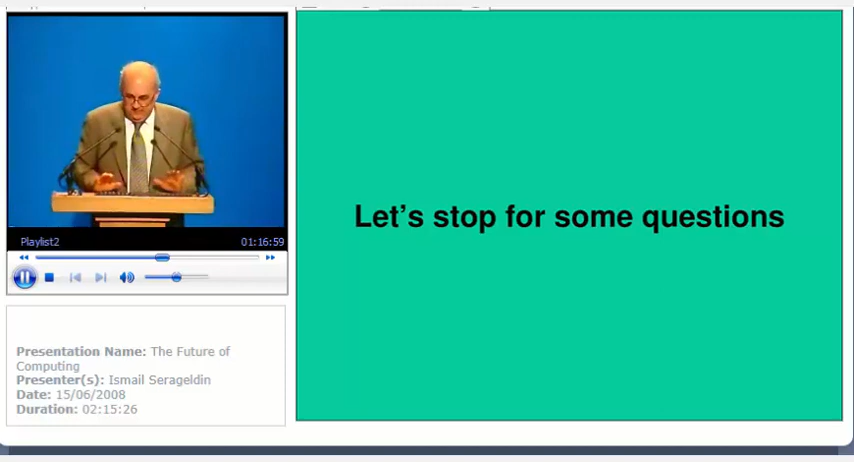 Playlist2 01:16:59
Presentation Name: The Future of
Computing
Presenter(s): Ismail Serageldin
Date: 15/06/2008
Duration: 02:15:26
Let's stop for some questions